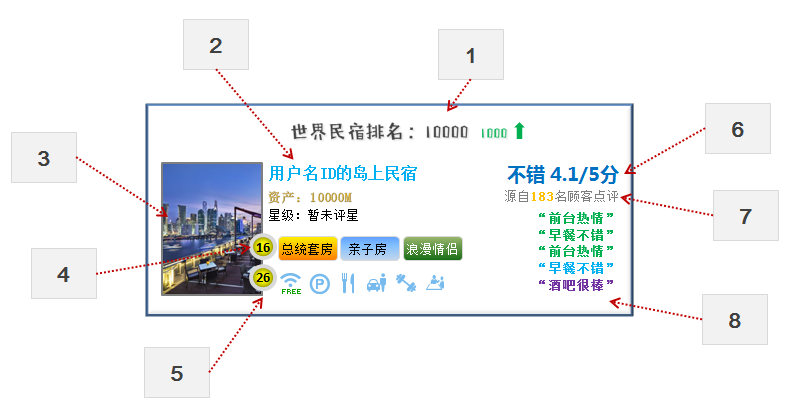 1
2
3
4
5
6
7
8
世界民宿排名：10000 1000
用户名ID的岛上民宿
资产：10000M
星级：暂未评星
16 总统套房 亲子房 浪漫情侣
26 FREE P
不错 4.1/5分
源自183名顾客点评
“前台热情”
“早餐不错”
“前台热情”
“早餐不错”
“酒吧很棒”